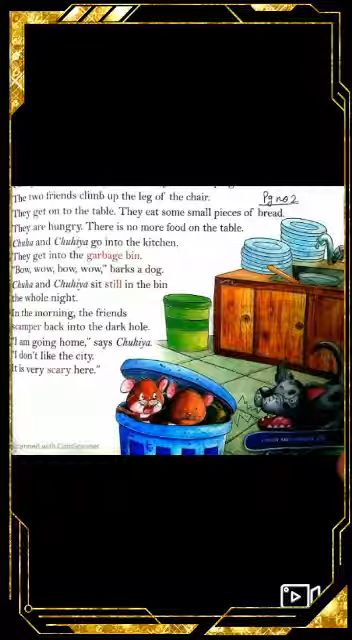 The two friends climb up the leg of the chair.
Pg no 2
They get on to the table. They eat some small pieces of bread.
They are hungry. There is no more food on the table.
Chuha and Chuhiya go into the kitchen.
They get into the garbage bin.
"Bow, wow, bow, wow," barks a dog.
Chuha and Chuhiya sit still in the bin
the whole night.
In the morning, the friends
scamper back into the dark hole.
"I am going home," says Chuhiya.
"I don't like the city.
It is very scary here."
Scanned with CamScanner